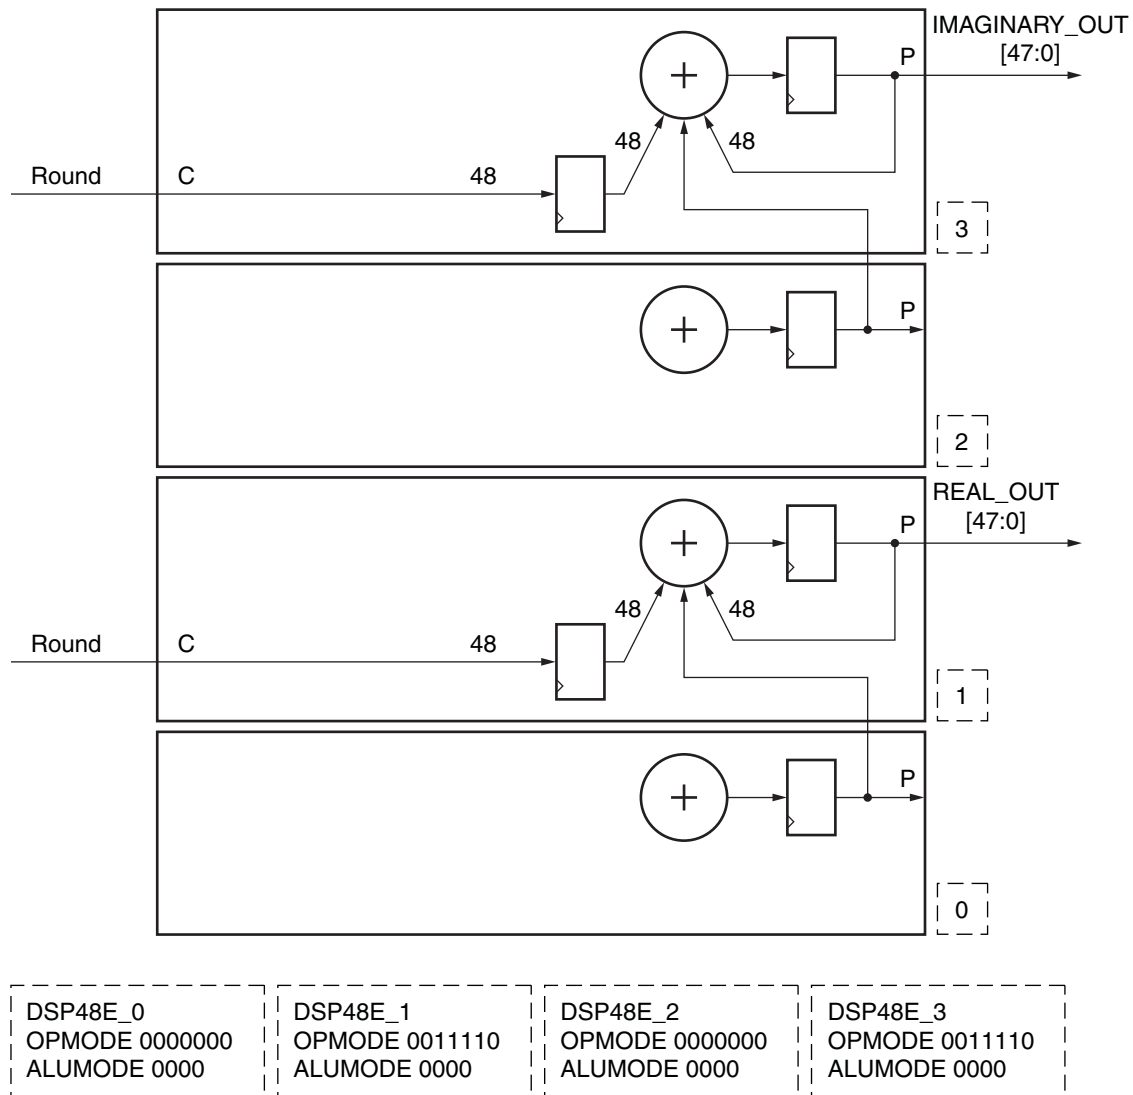 IMAGINARY_OUT
[47:0]
P
+
48
48
Round
C
48
3
+
P
2
REAL_OUT
[47:0]
P
+
48
48
Round
C
48
1
+
P
0
DSP48E_0
OPMODE 0000000
ALUMODE 0000
DSP48E_1
OPMODE 0011110
ALUMODE 0000
DSP48E_2
OPMODE 0000000
ALUMODE 0000
DSP48E_3
OPMODE 0011110
ALUMODE 0000